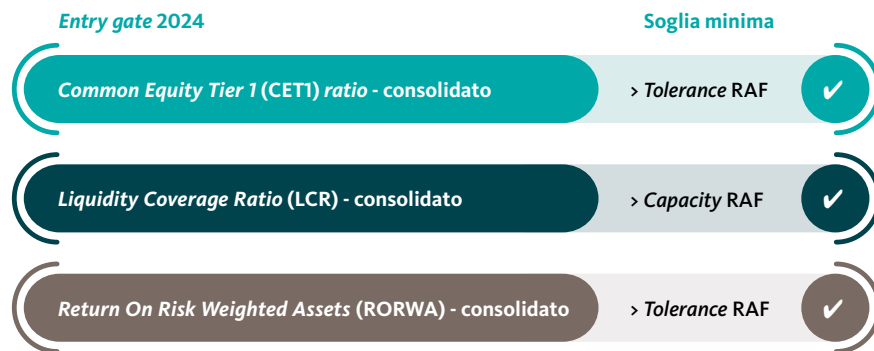 Entry gate 2024 Soglia minima
Common Equity Tier 1 (CET1) ratio - consolidato > Tolerance RAF ✔
Liquidity Coverage Ratio (LCR) - consolidato > Capacity RAF ✔
Return On Risk Weighted Assets (RORWA) - consolidato > Tolerance RAF ✔